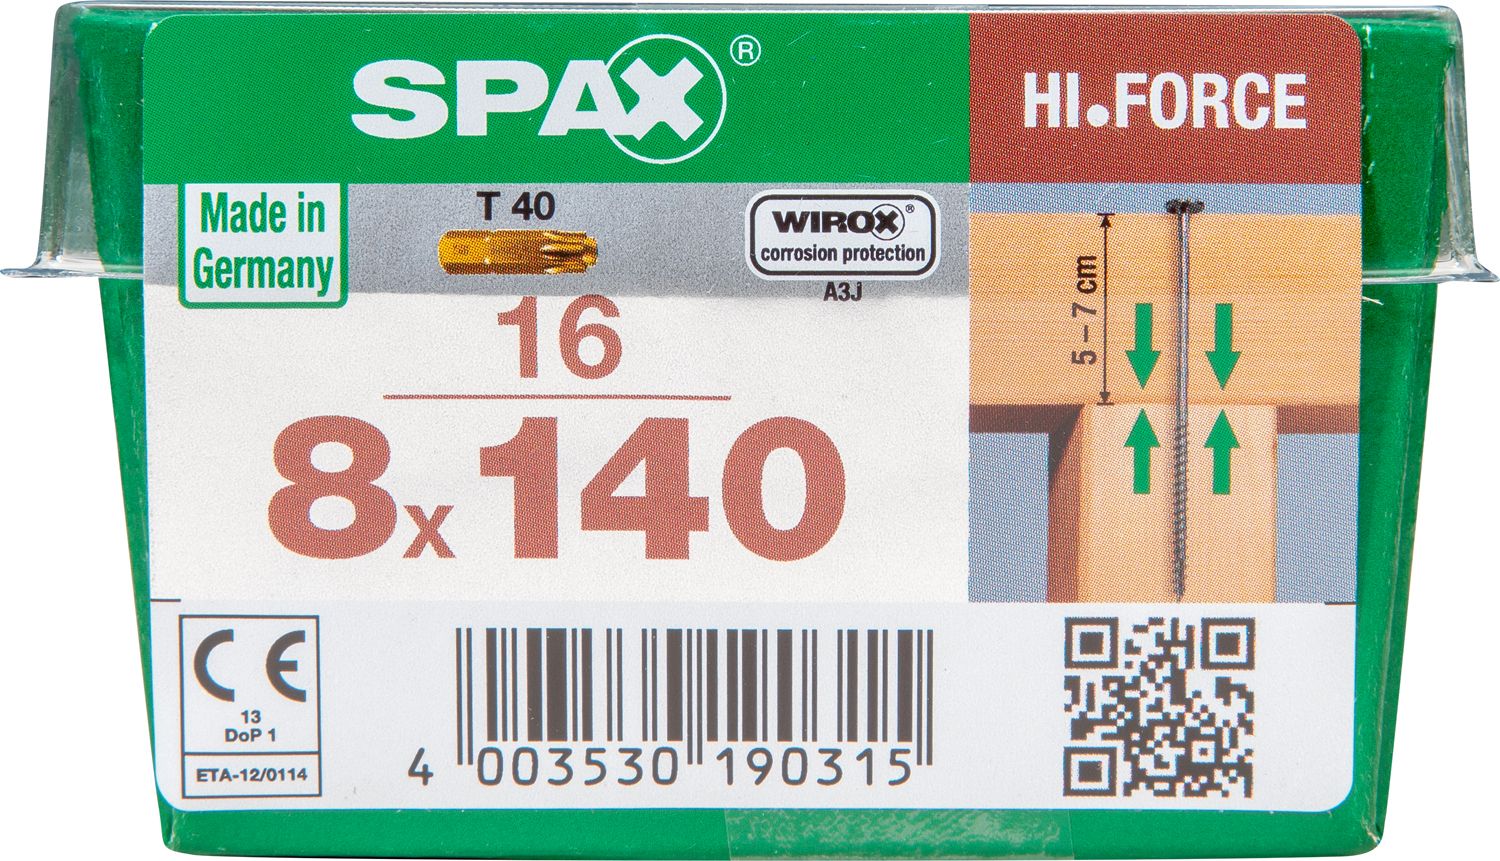 SPAX®
HI.FORCE
Made in
Germany
T 40
WIROX®
corrosion protection
A3J
16
8x140
5 – 7 cm
CE
13
DoP 1
ETA-12/0114
4 003530 190315